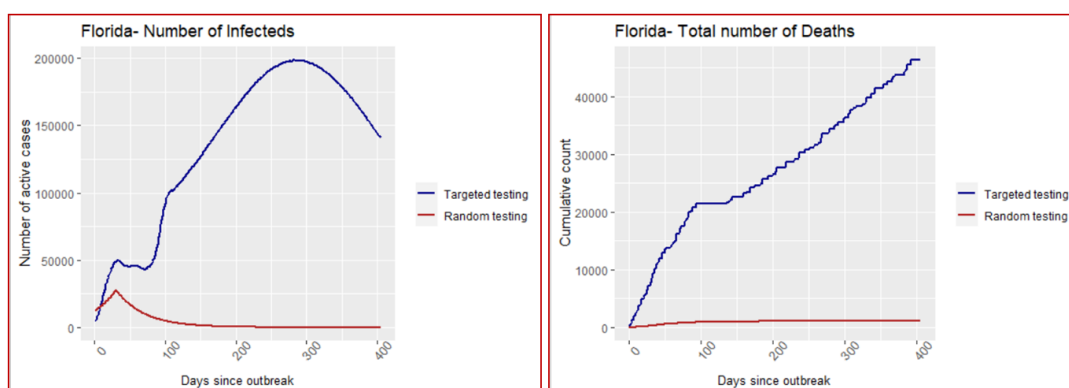 Florida- Number of Infecteds
200000
150000
100000
50000
0
Number of active cases
0
100
200
300
400
Days since outbreak
Targeted testing
Random testing
Florida- Total number of Deaths
40000
30000
20000
10000
0
Cumulative count
0
100
200
300
400
Days since outbreak
Targeted testing
Random testing